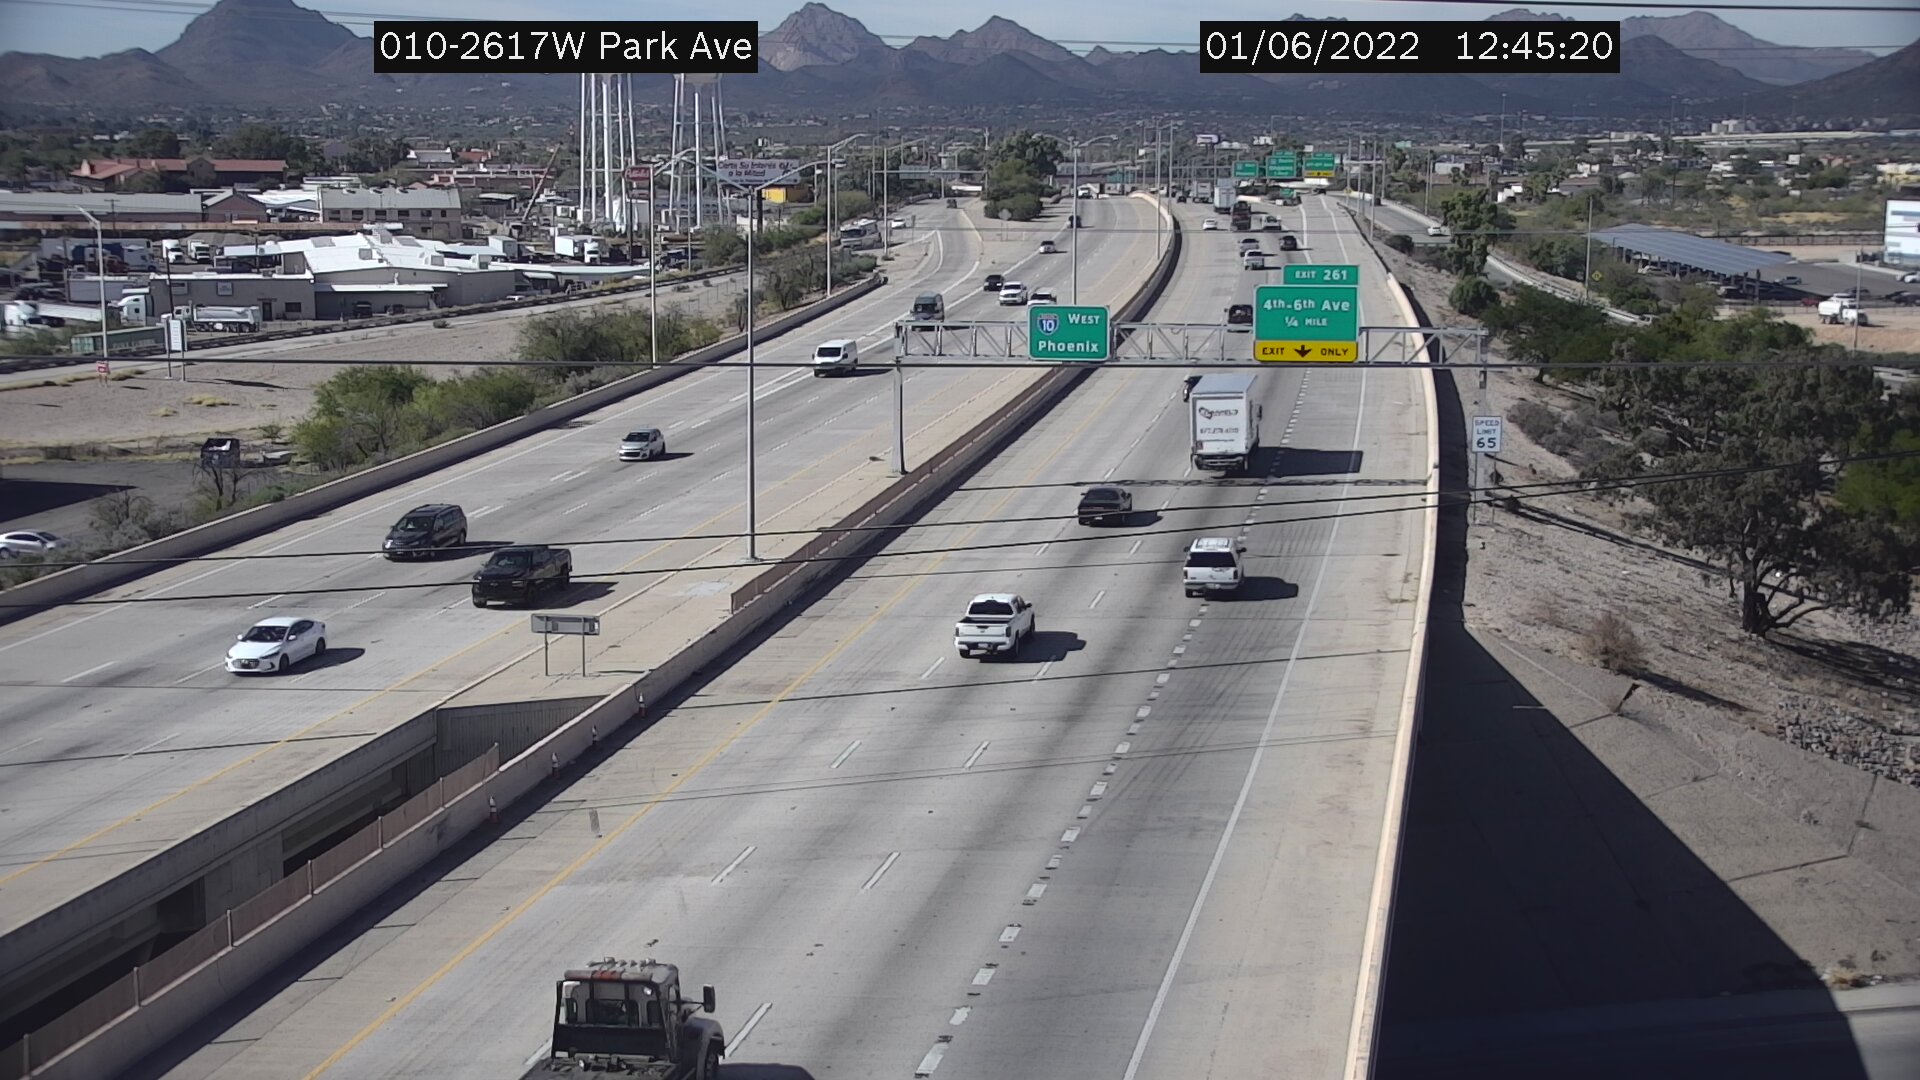 010-2617W Park Ave
01/06/2022 12:45:20
EXIT 261
4th-6th Ave
¼ MILE
EXIT ONLY
10 WEST
Phoenix
SPEED
LIMIT
65